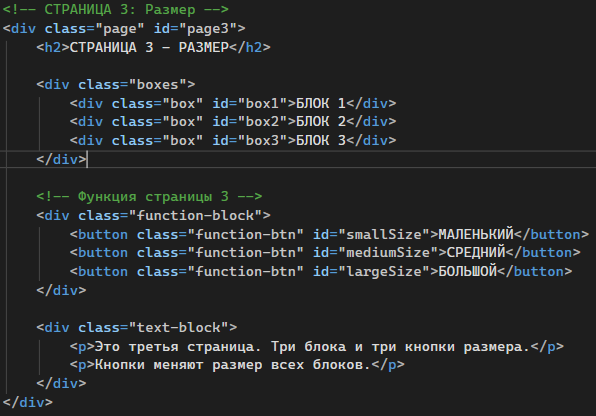 <!-- СТРАНИЦА 3: Размер -->
<div class="page" id="page3">
    <h2>СТРАНИЦА 3 - РАЗМЕР</h2>

    <div class="boxes">
        <div class="box" id="box1">БЛОК 1</div>
        <div class="box" id="box2">БЛОК 2</div>
        <div class="box" id="box3">БЛОК 3</div>
    </div>

    <!-- Функция страницы 3 -->
    <div class="function-block">
        <button class="function-btn" id="smallSize">МАЛЕНЬКИЙ</button>
        <button class="function-btn" id="mediumSize">СРЕДНИЙ</button>
        <button class="function-btn" id="largeSize">БОЛЬШОЙ</button>
    </div>

    <div class="text-block">
        <p>Это третья страница. Три блока и три кнопки размера.</p>
        <p>Кнопки меняют размер всех блоков.</p>
    </div>
</div>